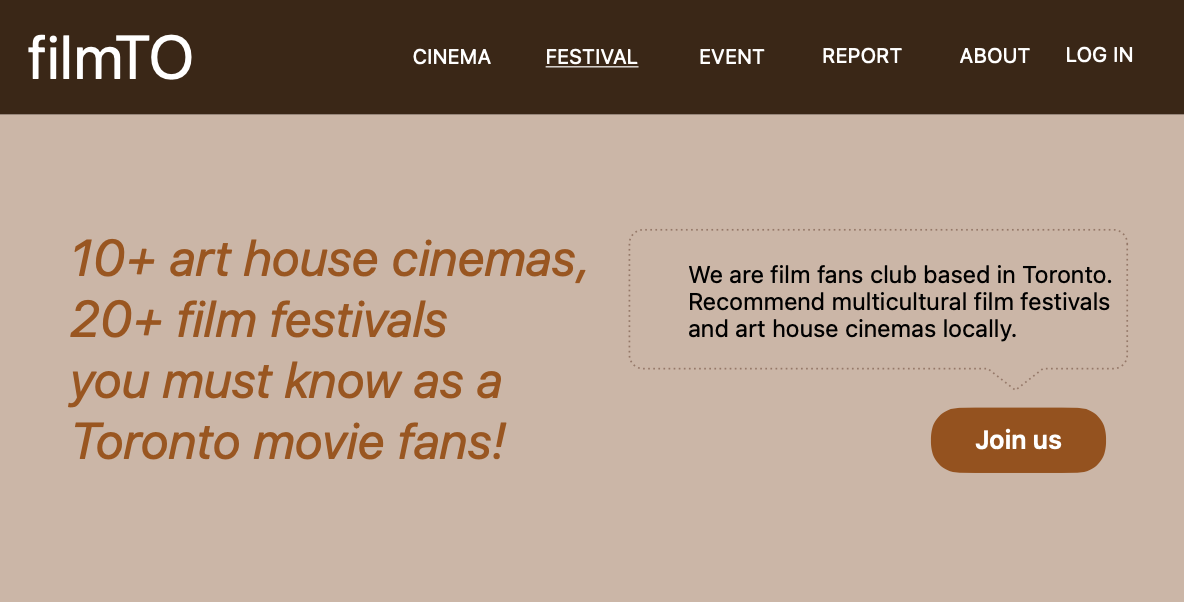 filmTO
CINEMA FESTIVAL EVENT REPORT ABOUT LOG IN
10+ art house cinemas,
20+ film festivals
you must know as a
Toronto movie fans!
We are film fans club based in Toronto.
Recommend multicultural film festivals
and art house cinemas locally.
Join us